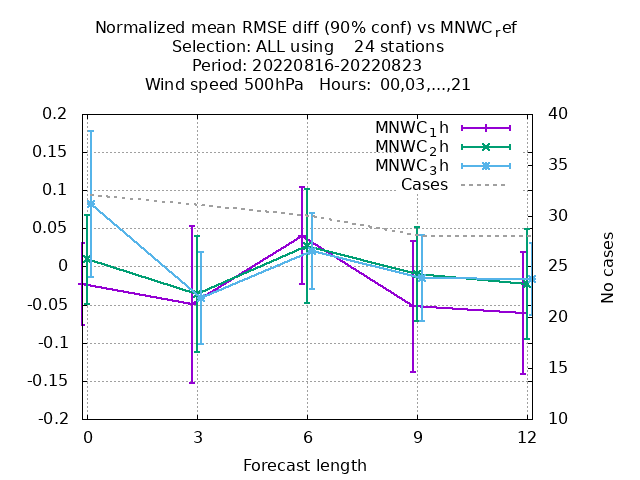 Normalized mean RMSE diff (90% conf) vs MNWC_ref
Selection: ALL using    24 stations
Period: 20220816-20220823
Wind speed 500hPa   Hours: 00,03,...,21
MNWC_1h
MNWC_2h
MNWC_3h
Cases
0.2
0.15
0.1
0.05
0
-0.05
-0.1
-0.15
-0.2
40
35
30
25
20
15
10
No cases
0 3 6 9 12
Forecast length